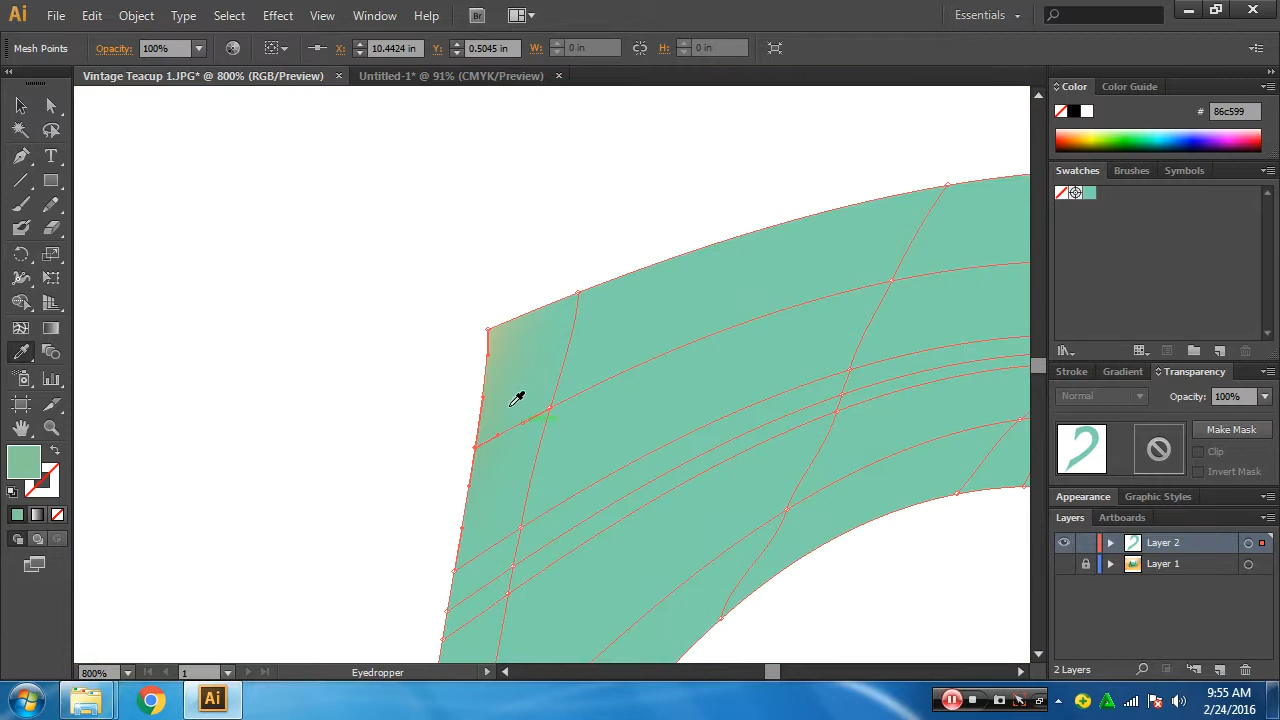 Ai File Edit Object Type Select Effect View Window Help Br Essentials
Mesh Points Opacity: 100% X: 10.4424 in Y: 0.5045 in W: 0 in H: 0 in
Vintage Teacup 1.JPG* @ 800% (RGB/Preview) × Untitled-1* @ 91% (CMYK/Preview) ×
Color Color Guide
# 86c599
Swatches Brushes Symbols
Stroke Gradient Transparency
Normal Opacity: 100%
Make Mask
Clip
Invert Mask
Appearance Graphic Styles
Layers Artboards
Layer 2
Layer 1
2 Layers
800% 1 Eyedropper
Ai 9:55 AM
2/24/2016